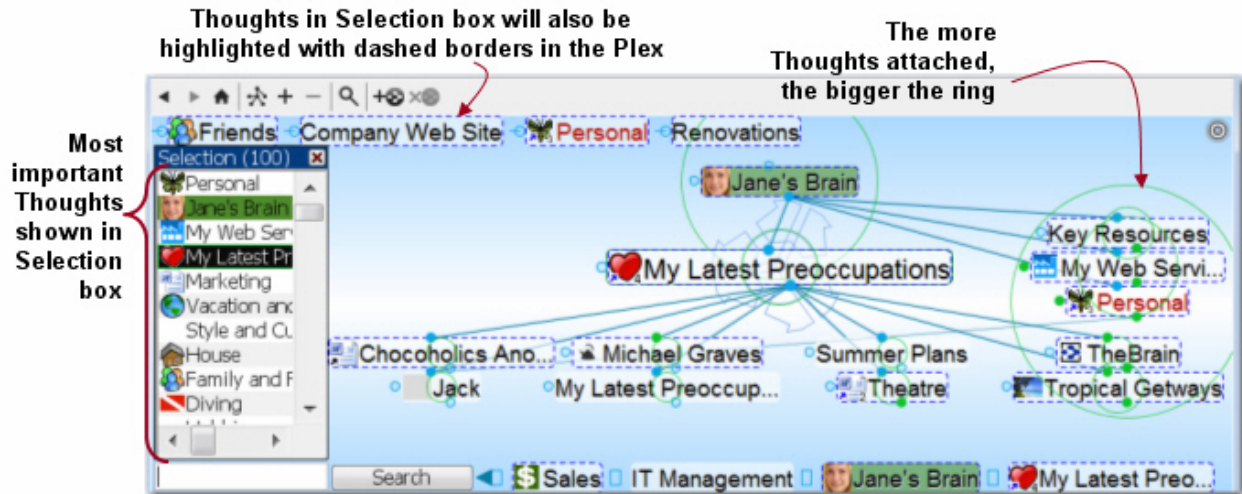 Thoughts in Selection box will also be
highlighted with dashed borders in the Plex
The more
Thoughts attached,
the bigger the ring
Most
important
Thoughts
shown in
Selection
box
Friends Company Web Site Personal Renovations
Selection (100)
Personal
Jane's Brain
My Web Ser
My Latest Pr
Marketing
Vacation and
Style and Cu
House
Family and F
Diving
Jane's Brain
Key Resources
My Web Servi...
Personal
My Latest Preoccupations
Chocoholics Ano... Michael Graves Summer Plans TheBrain
Jack My Latest Preoccup... Theatre Tropical Getways
Search Sales IT Management Jane's Brain My Latest Preo...